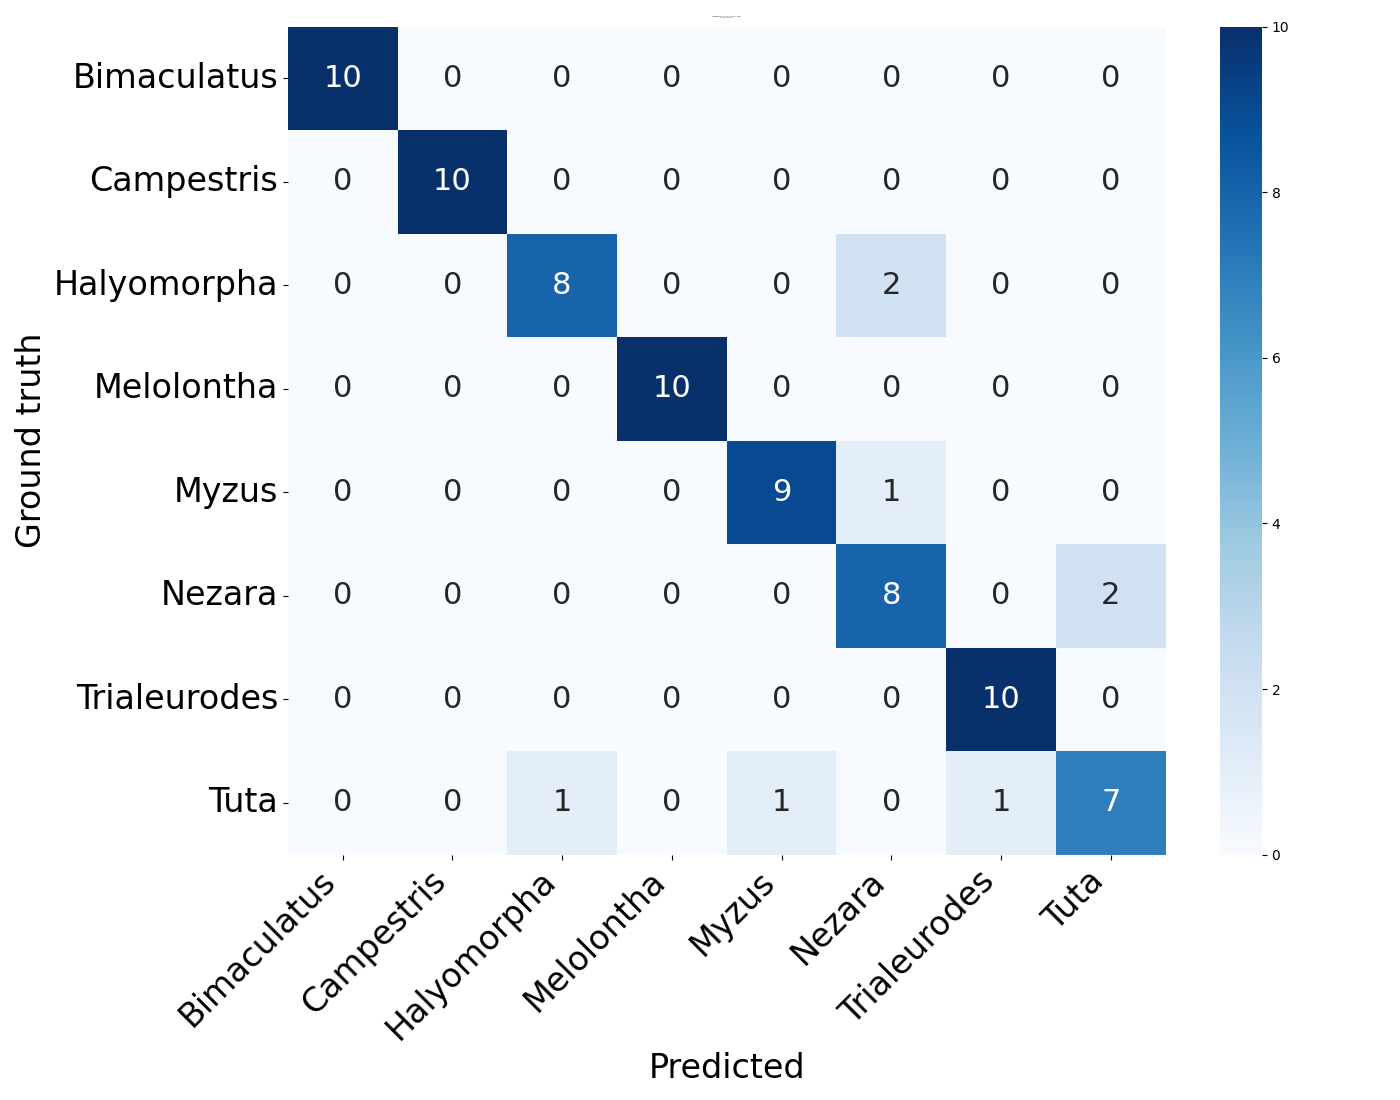 Bimaculatus 10 0 0 0 0 0 0 0
Campestris 0 10 0 0 0 0 0 0
Halyomorpha 0 0 8 0 0 2 0 0
Melolontha 0 0 0 10 0 0 0 0
Myzus 0 0 0 0 9 1 0 0
Nezara 0 0 0 0 0 8 0 2
Trialeurodes 0 0 0 0 0 0 10 0
Tuta 0 0 1 0 1 0 1 7
Ground truth
Bimaculatus
Campestris
Halyomorpha
Melolontha
Myzus
Nezara
Trialeurodes
Tuta
Predicted
10
8
6
4
2
0